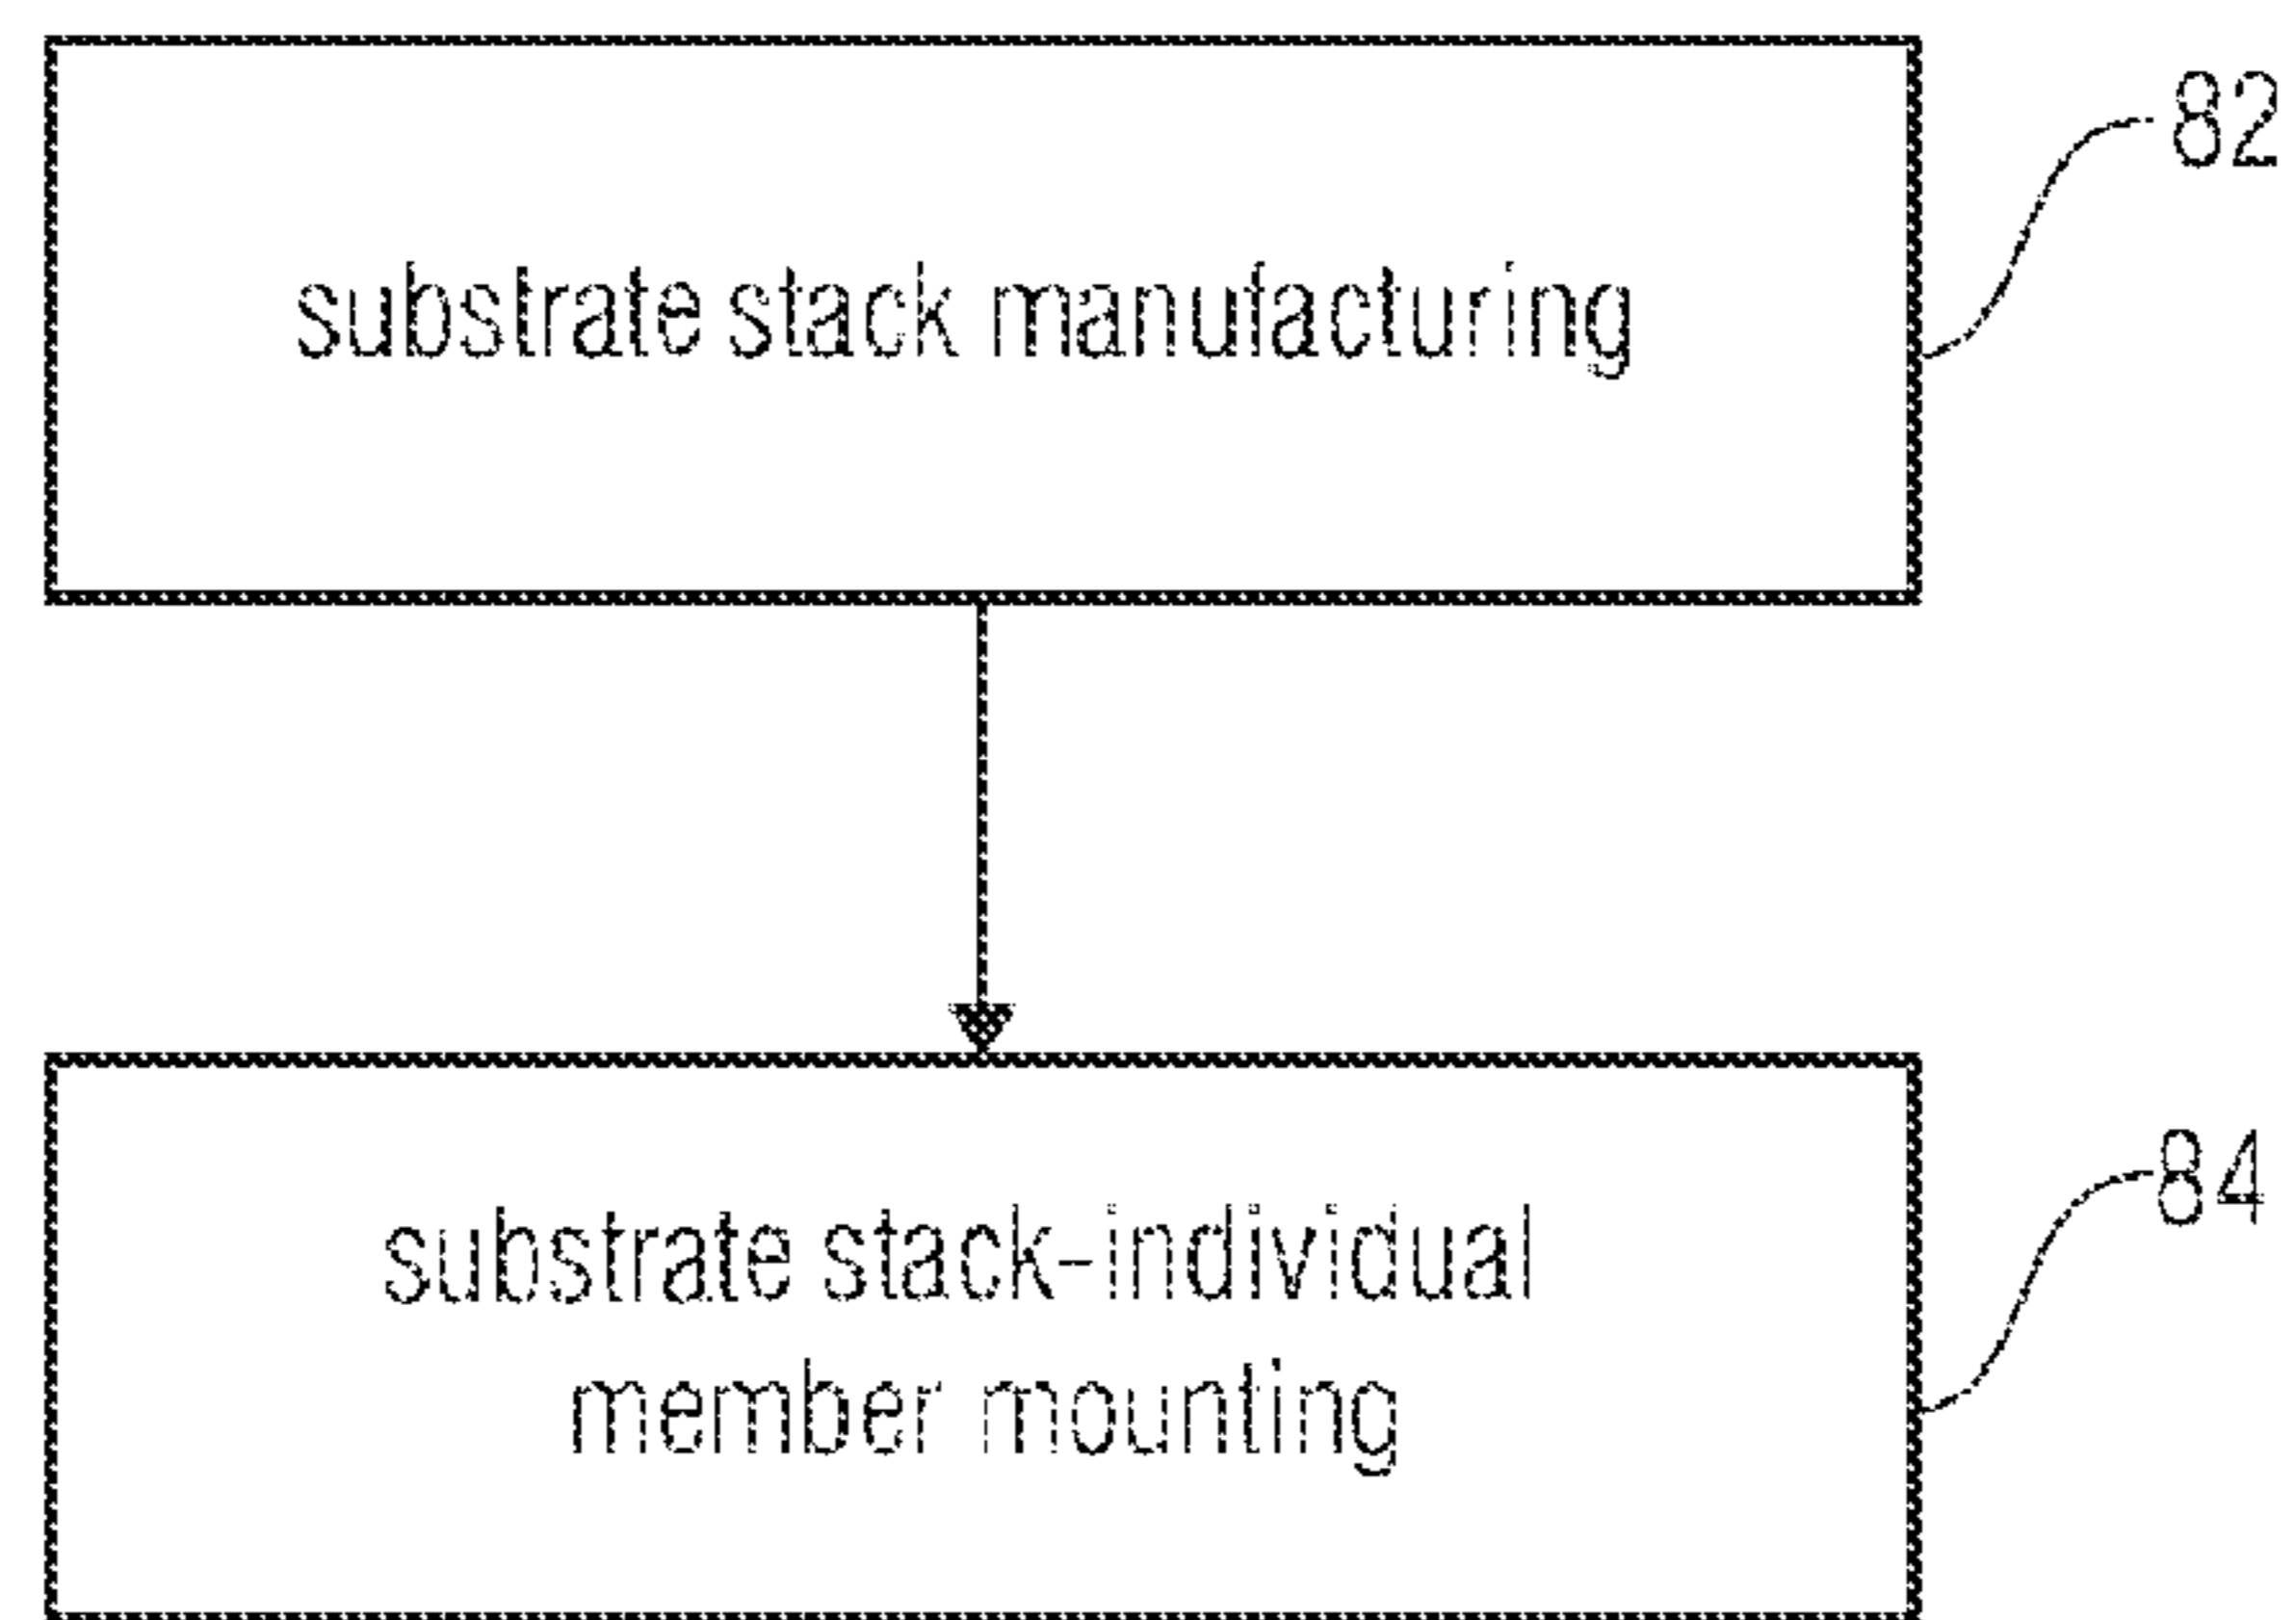 82
substrate stack manufacturing
84
substrate stack-individual
member mounting